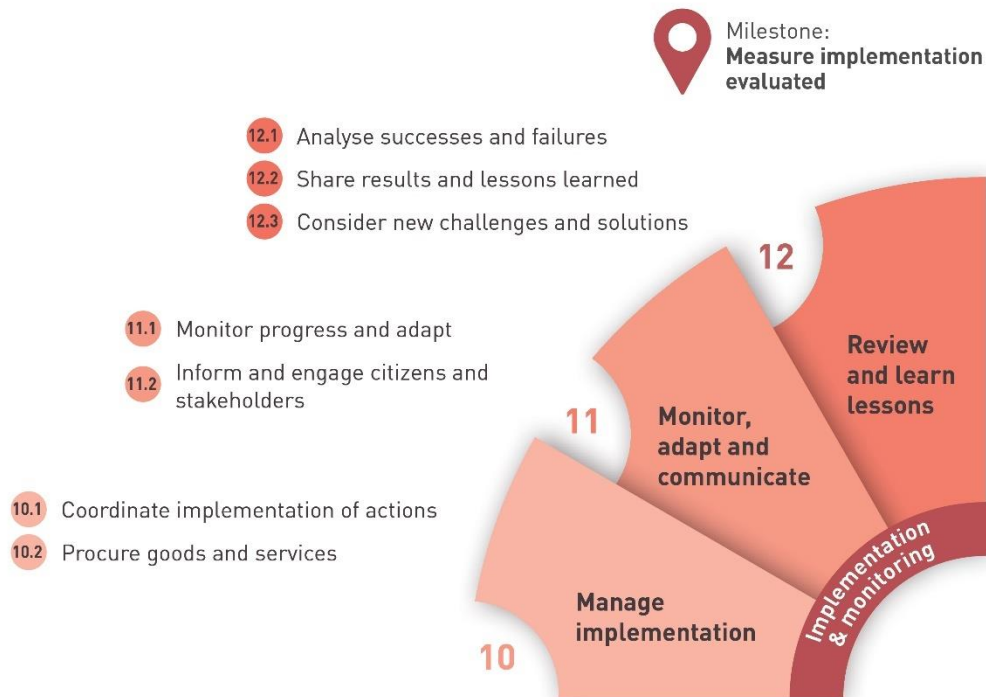 Milestone:
Measure implementation
evaluated
12.1 Analyse successes and failures
12.2 Share results and lessons learned
12.3 Consider new challenges and solutions
12
Review
and learn
lessons
11.1 Monitor progress and adapt
11.2 Inform and engage citizens and
stakeholders
11
Monitor,
adapt and
communicate
10.1 Coordinate implementation of actions
10.2 Procure goods and services
10
Manage
implementation
Implementation
& monitoring